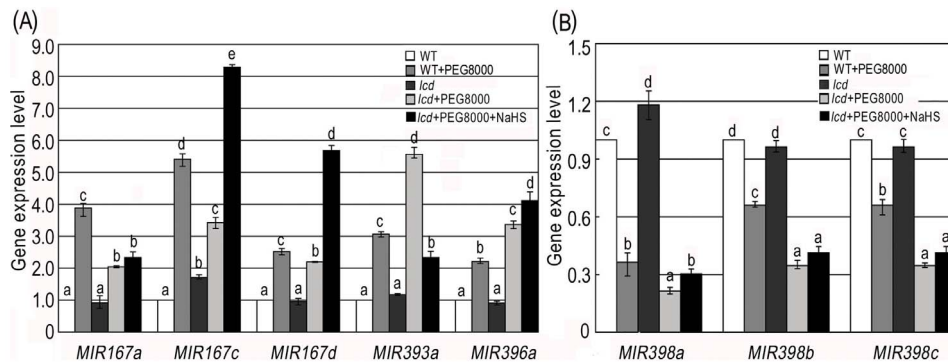 (A)
Gene expression level
9.0
8.0
7.0
6.0
5.0
4.0
3.0
2.0
1.0
0
WT
WT+PEG8000
lcd
lcd+PEG8000
lcd+PEG8000+NaHS
a c a b b
a d b c e
a c a b d
a c a d b
a b a c d
MIR167a MIR167c MIR167d MIR393a MIR396a
(B)
Gene expression level
1.5
1.2
0.9
0.6
0.3
0
WT
WT+PEG8000
lcd
lcd+PEG8000
lcd+PEG8000+NaHS
c b d a b
d c d a a
c b c a a
MIR398a MIR398b MIR398c